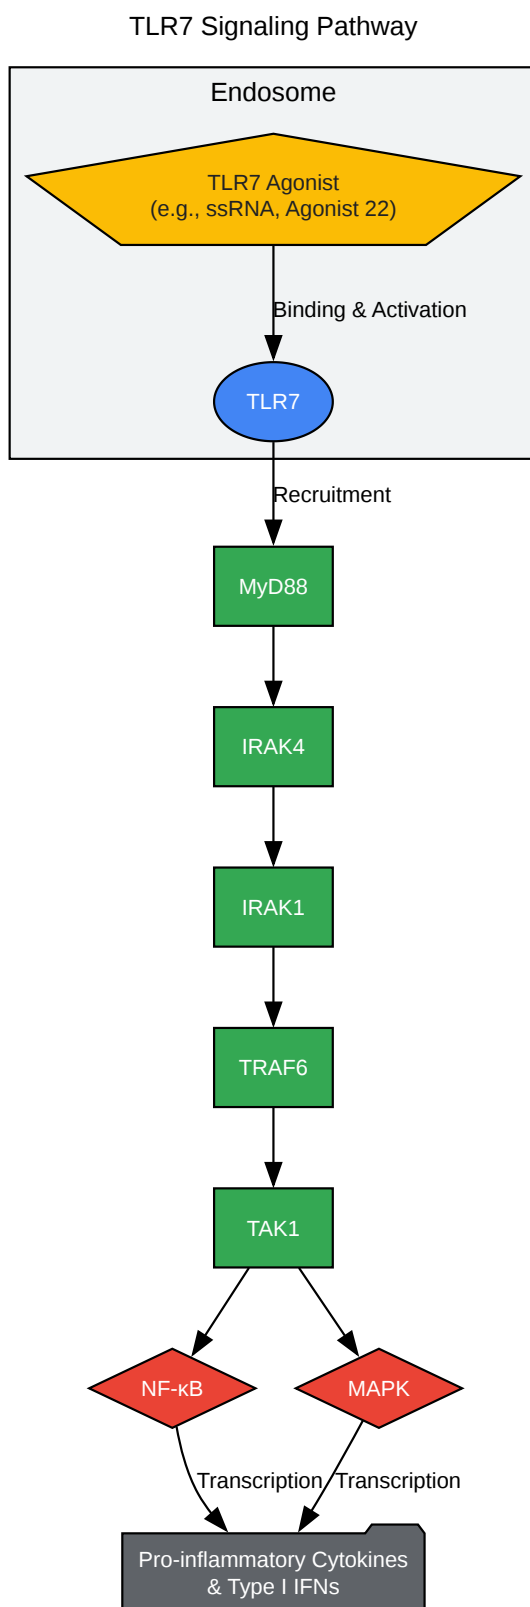 TLR7 Signaling Pathway
Endosome
TLR7 Agonist
(e.g., ssRNA, Agonist 22)
Binding & Activation
TLR7
Recruitment
MyD88
IRAK4
IRAK1
TRAF6
TAK1
NF-κB
MAPK
Transcription
Transcription
Pro-inflammatory Cytokines
& Type I IFNs